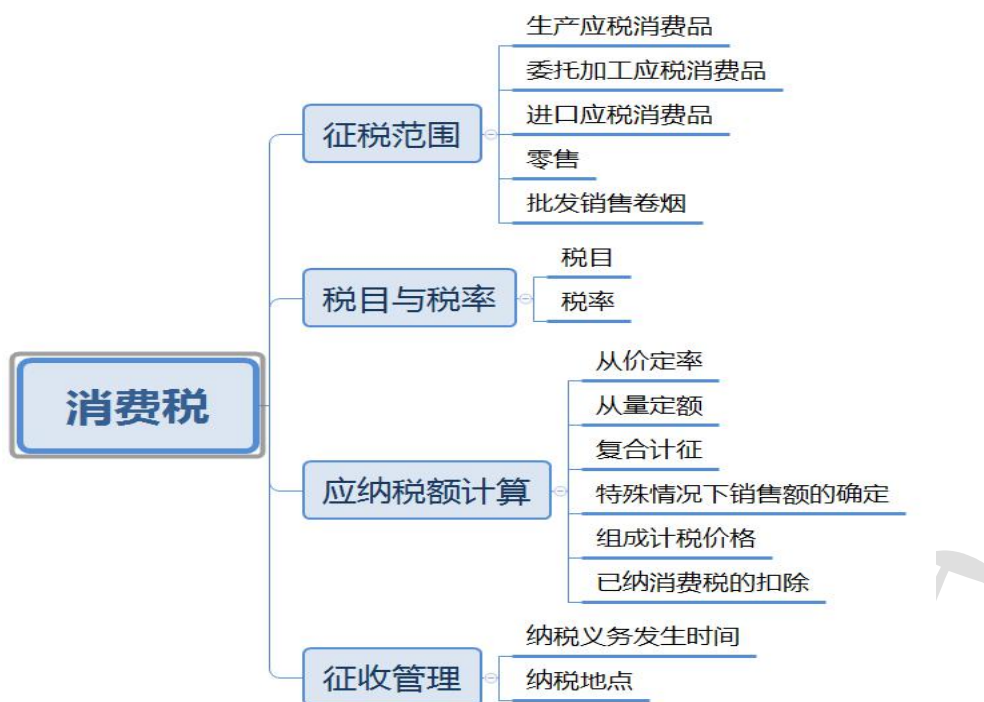 消费税
征税范围
生产应税消费品
委托加工应税消费品
进口应税消费品
零售
批发销售卷烟
税目与税率
税目
税率
应纳税额计算
从价定率
从量定额
复合计征
特殊情况下销售额的确定
组成计税价格
已纳消费税的扣除
征收管理
纳税义务发生时间
纳税地点